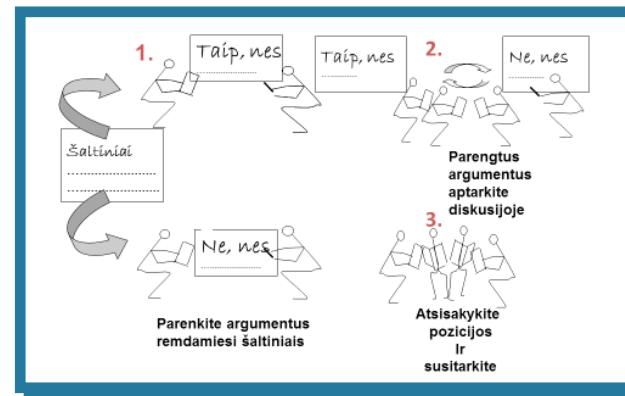 1.
Taip, nes
Taip, nes
2.
Ne, nes
Šaltiniai
Parengtus
argumentus
aptarkite
diskusijoje
Ne, nes
Parenkite argumentus
remdamiesi šaltiniais
3.
Atsisakykite
pozicijos
Ir
susitarkite